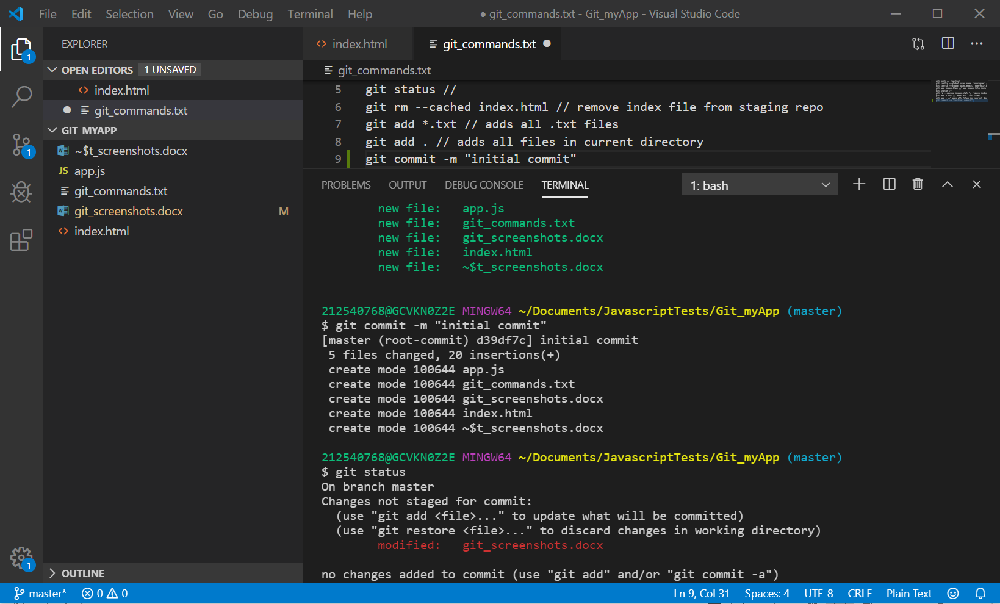 File Edit Selection View Go Debug Terminal Help
● git_commands.txt - Git_myApp - Visual Studio Code
EXPLORER
OPEN EDITORS 1 UNSAVED
index.html
git_commands.txt
GIT_MYAPP
~$t_screenshots.docx
JS app.js
git_commands.txt
git_screenshots.docx M
index.html
OUTLINE
1
1
1
index.html
git_commands.txt
git_commands.txt
5 git status //
6 git rm --cached index.html // remove index file from staging repo
7 git add *.txt // adds all .txt files
8 git add . // adds all files in current directory
9 git commit -m "initial commit"
PROBLEMS OUTPUT DEBUG CONSOLE TERMINAL 1: bash
new file: app.js
new file: git_commands.txt
new file: git_screenshots.docx
new file: index.html
new file: ~$t_screenshots.docx
212540768@GCVKN0Z2E MINGW64 ~/Documents/JavascriptTests/Git_myApp (master)
$ git commit -m "initial commit"
[master (root-commit) d39df7c] initial commit
5 files changed, 20 insertions(+)
create mode 100644 app.js
create mode 100644 git_commands.txt
create mode 100644 git_screenshots.docx
create mode 100644 index.html
create mode 100644 ~$t_screenshots.docx
212540768@GCVKN0Z2E MINGW64 ~/Documents/JavascriptTests/Git_myApp (master)
$ git status
On branch master
Changes not staged for commit:
(use "git add <file>..." to update what will be committed)
(use "git restore <file>..." to discard changes in working directory)
modified: git_screenshots.docx
no changes added to commit (use "git add" and/or "git commit -a")
master* 0 0 Ln 9, Col 31 Spaces: 4 UTF-8 CRLF Plain Text